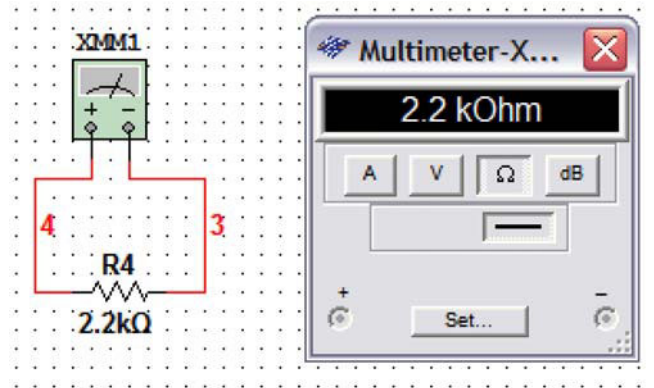 XMM1
+ −
4
3
R4
2.2kΩ
Multimeter-X...
2.2 kOhm
A V Ω dB
+ −
Set...